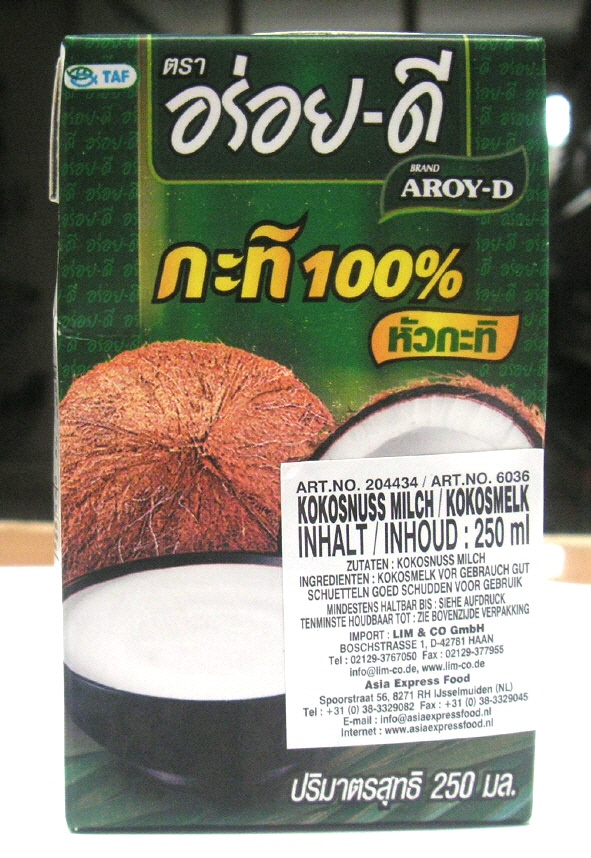 TAF
ตรา
อร่อย-ดี
BRAND
AROY-D
กะทิ 100%
หัวกะทิ
ART.NO. 204434 / ART.NO. 6036
KOKOSNUSS MILCH / KOKOSMELK
INHALT / INHOUD : 250 ml
ZUTATEN : KOKOSNUSS MILCH
INGREDIENTEN : KOKOSMELK VOR GEBRAUCH GUT
SCHUETTELN GOED SCHUDDEN VOOR GEBRUIK
MINDESTENS HALTBAR BIS : SIEHE AUFDRUCK
TENMINSTE HOUDBAAR TOT : ZIE BOVENZIJDE VERPAKKING
IMPORT : LIM & CO GmbH
BOSCHSTRASSE 1, D-42781 HAAN
Tel : 02129-3767050 Fax : 02129-377955
info@lim-co.de, www.lim-co.de
Asia Express Food
Spoorstraat 56, 8271 RH IJsselmuiden (NL)
Tel : +31 (0) 38-3329082 Fax : +31 (0) 38-3329045
E-mail : info@asiaexpressfood.nl
Internet : www.asiaexpressfood.nl
ปริมาตรสุทธิ 250 มล.